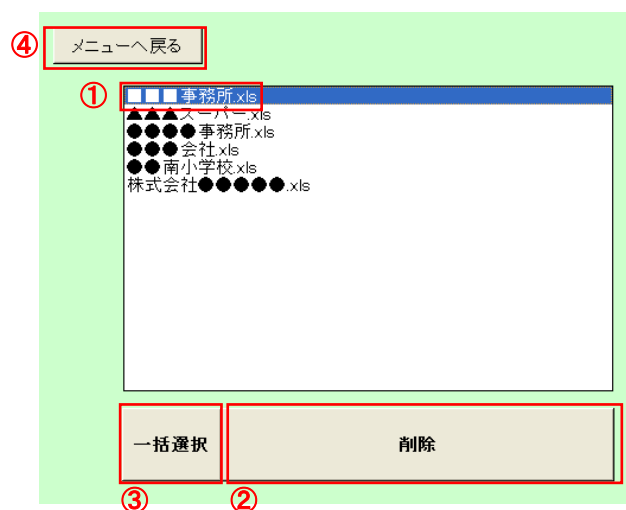 ④ メニューへ戻る
① ■■■事務所.xls
▲▲▲スーパー.xls
●●●●事務所.xls
●●●会社.xls
●●南小学校.xls
株式会社●●●●●.xls
一括選択 削除
③ ②